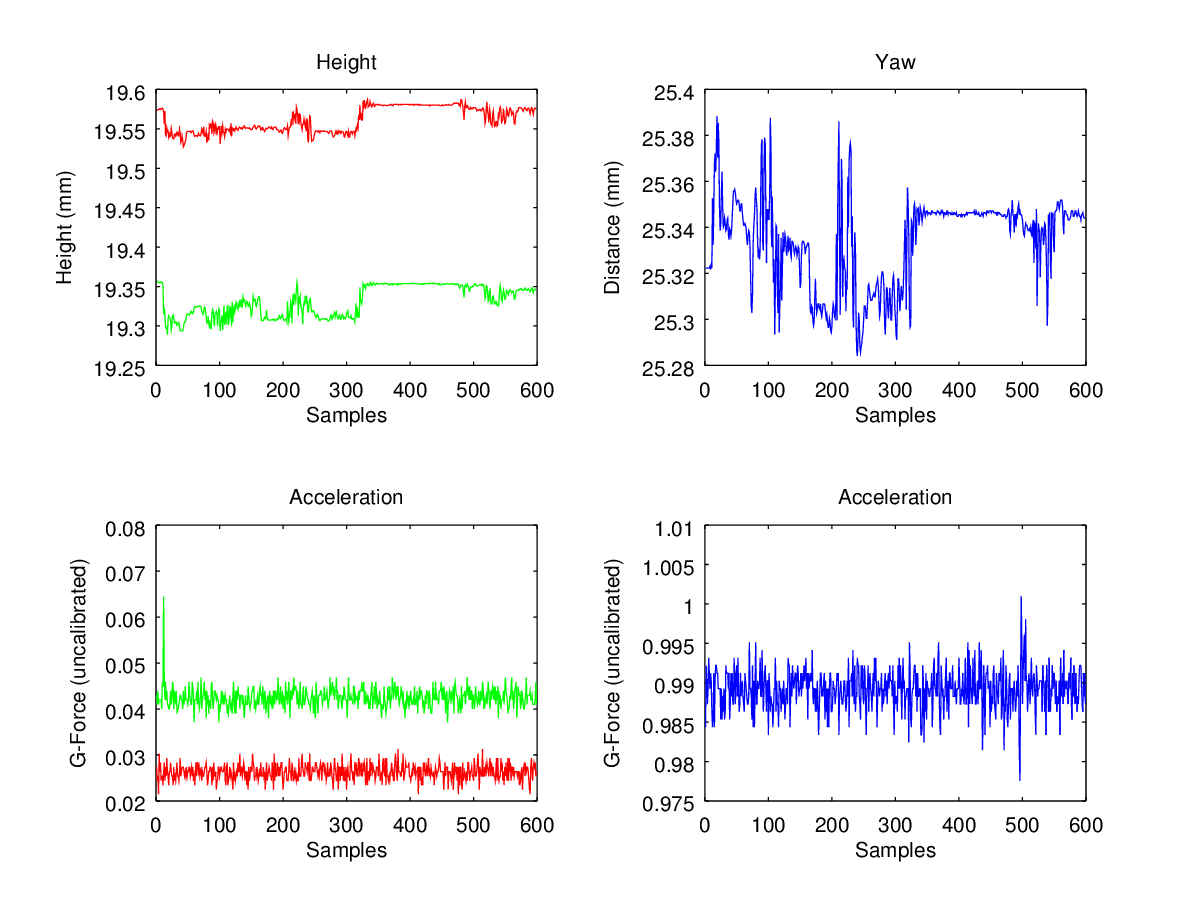 Height
Height (mm)
19.6
19.55
19.5
19.45
19.4
19.35
19.3
19.25
0 100 200 300 400 500 600
Samples
Yaw
Distance (mm)
25.4
25.38
25.36
25.34
25.32
25.3
25.28
0 100 200 300 400 500 600
Samples
Acceleration
G-Force (uncalibrated)
0.08
0.07
0.06
0.05
0.04
0.03
0.02
0 100 200 300 400 500 600
Samples
Acceleration
G-Force (uncalibrated)
1.01
1.005
1
0.995
0.99
0.985
0.98
0.975
0 100 200 300 400 500 600
Samples